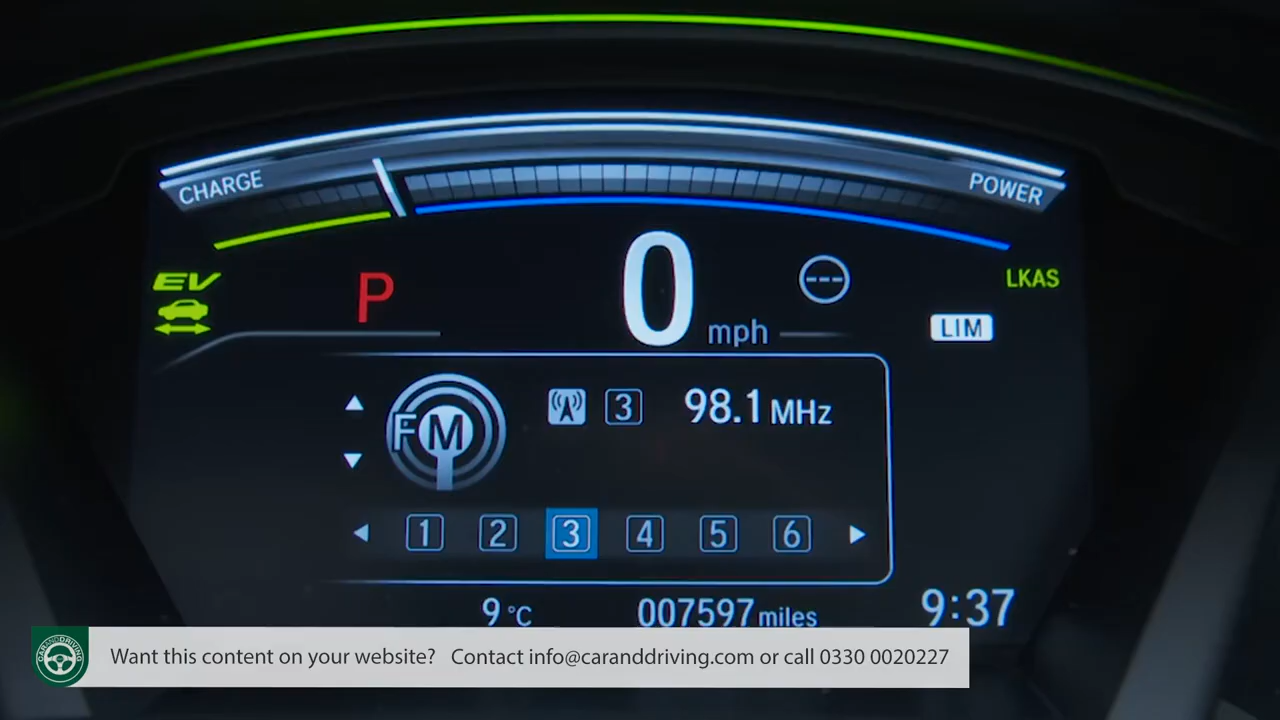 CHARGE
POWER
EV
P
0 mph
---
LKAS
LIM
FM
3 98.1 MHz
1 2 3 4 5 6
9 °C 007597 miles 9:37
CARANDDRIVING
Want this content on your website? Contact info@caranddriving.com or call 0330 0020227